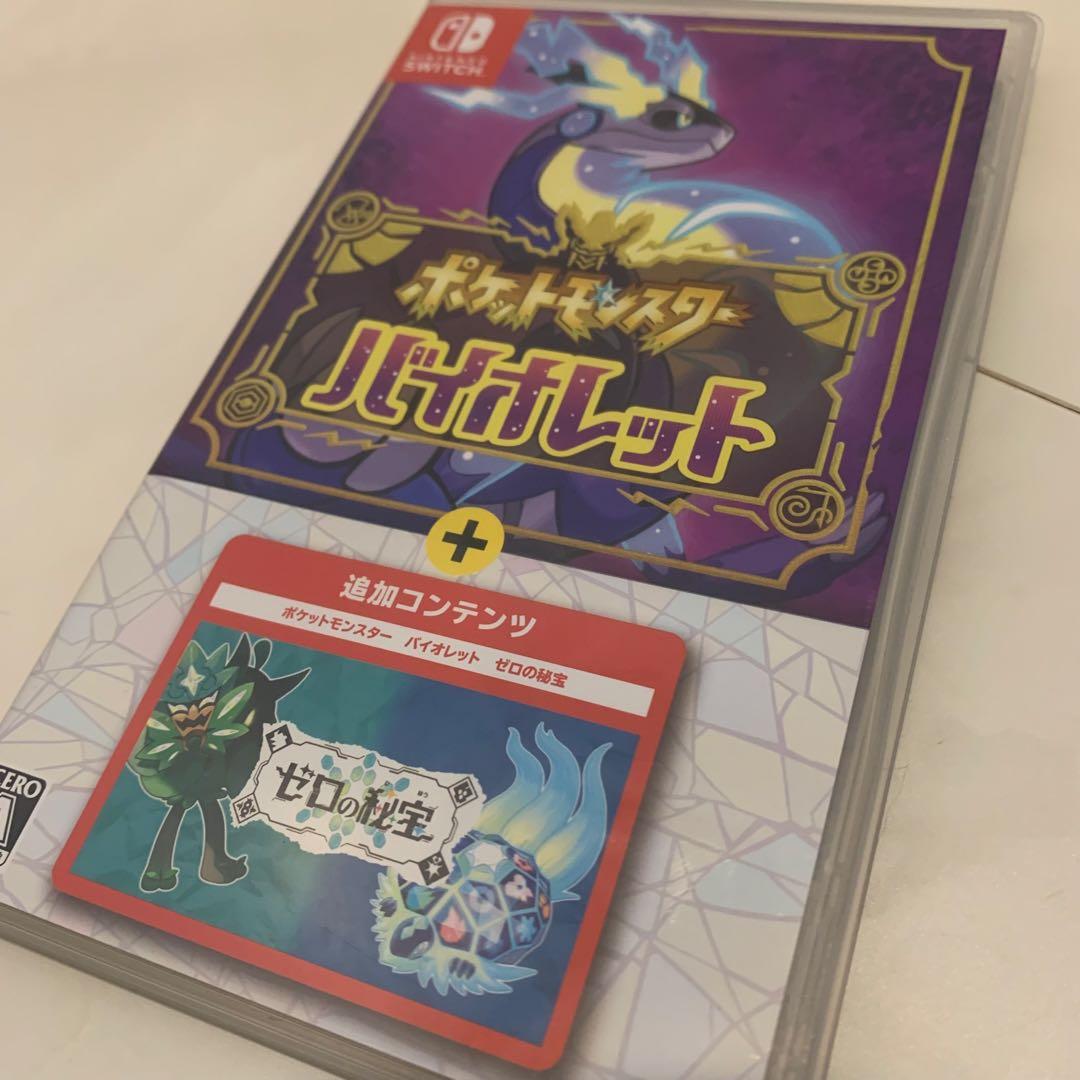 NINTENDO
SWITCH
ポケットモンスター
バイオレット
+
追加コンテンツ
ポケットモンスター バイオレット ゼロの秘宝
ゼロの秘宝
CERO
A